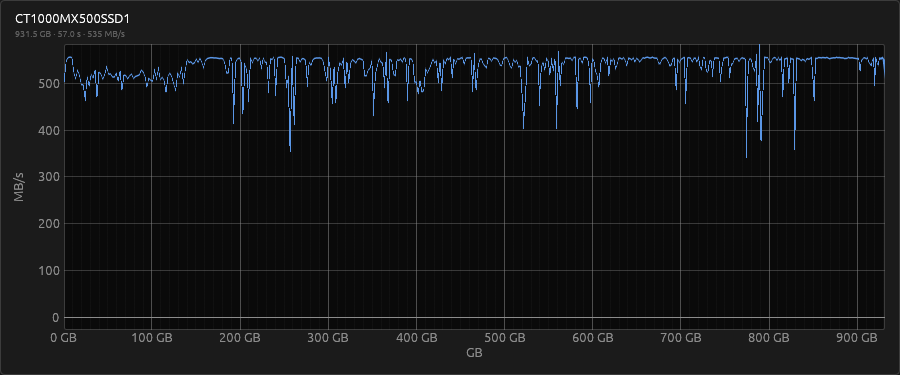 CT1000MX500SSD1
931.5 GB · 57.0 s · 535 MB/s
500
400
300
200
100
0
MB/s
0 GB 100 GB 200 GB 300 GB 400 GB 500 GB 600 GB 700 GB 800 GB 900 GB
GB